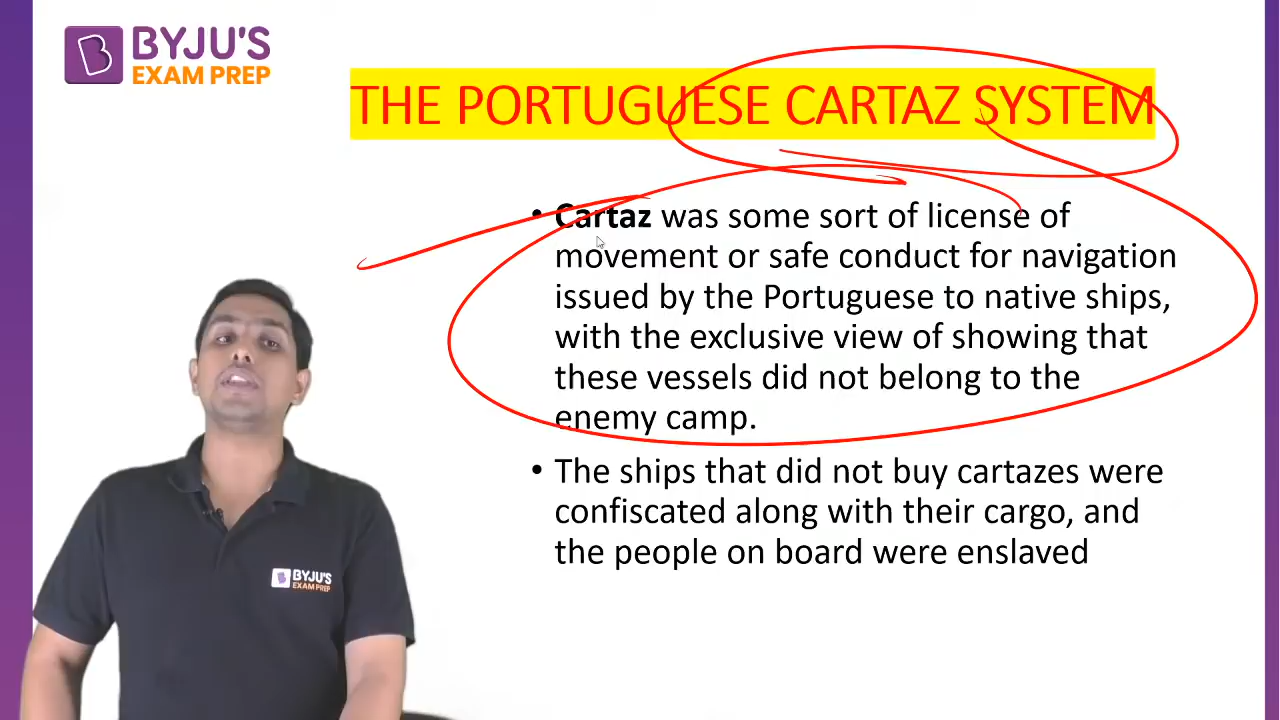 BYJU'S
EXAM PREP
THE PORTUGUESE CARTAZ SYSTEM
• Cartaz was some sort of license of
movement or safe conduct for navigation
issued by the Portuguese to native ships,
with the exclusive view of showing that
these vessels did not belong to the
enemy camp.
• The ships that did not buy cartazes were
confiscated along with their cargo, and
the people on board were enslaved
BYJU'S
EXAM PREP